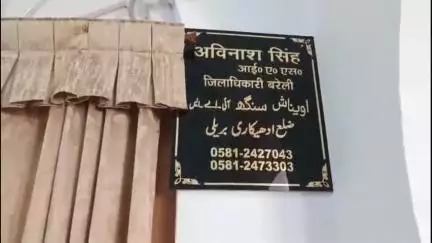 अविनाश सिंह
आई० ए० एस०
जिलाधिकारी बरेली
اویناش سنگھ آئی۔اے۔ایس
ضلع ادھیکاری بریلی
0581-2427043
0581-2473303